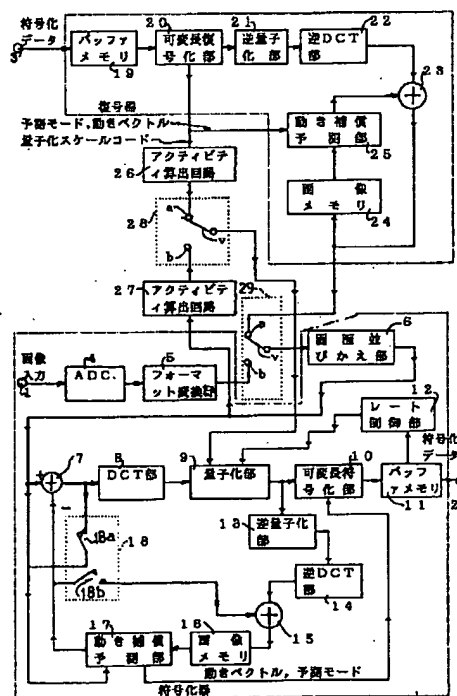 符号化
データ
3
バッファ
メモリ
19
20
可変長復
号化部
21
逆量子
化部
22
逆DCT
部
23
復号器
予測モード,動きベクトル
量子化スケールコード
動き補償
予測部
25
26
アクティビテ
ィ算出回路
画像
メモリ
24
28
a
v
b
27
アクティビテ
ィ算出回路
29
a
v
b
画面並
びかえ部
6
画像
入力
1
4
ADC.
5
フォーマ
ット変換部
レート
制御部
12
符号化
データ
7
8
DCT部
9
量子化部
10
可変長符
号化部
バッフ
ァメモリ
11
2
13
逆量子化
部
18a
18
18b
逆DCT
部
14
15
17
動き補償
予測部
16
画像
メモリ
動きベクトル,予測モード
符号化器